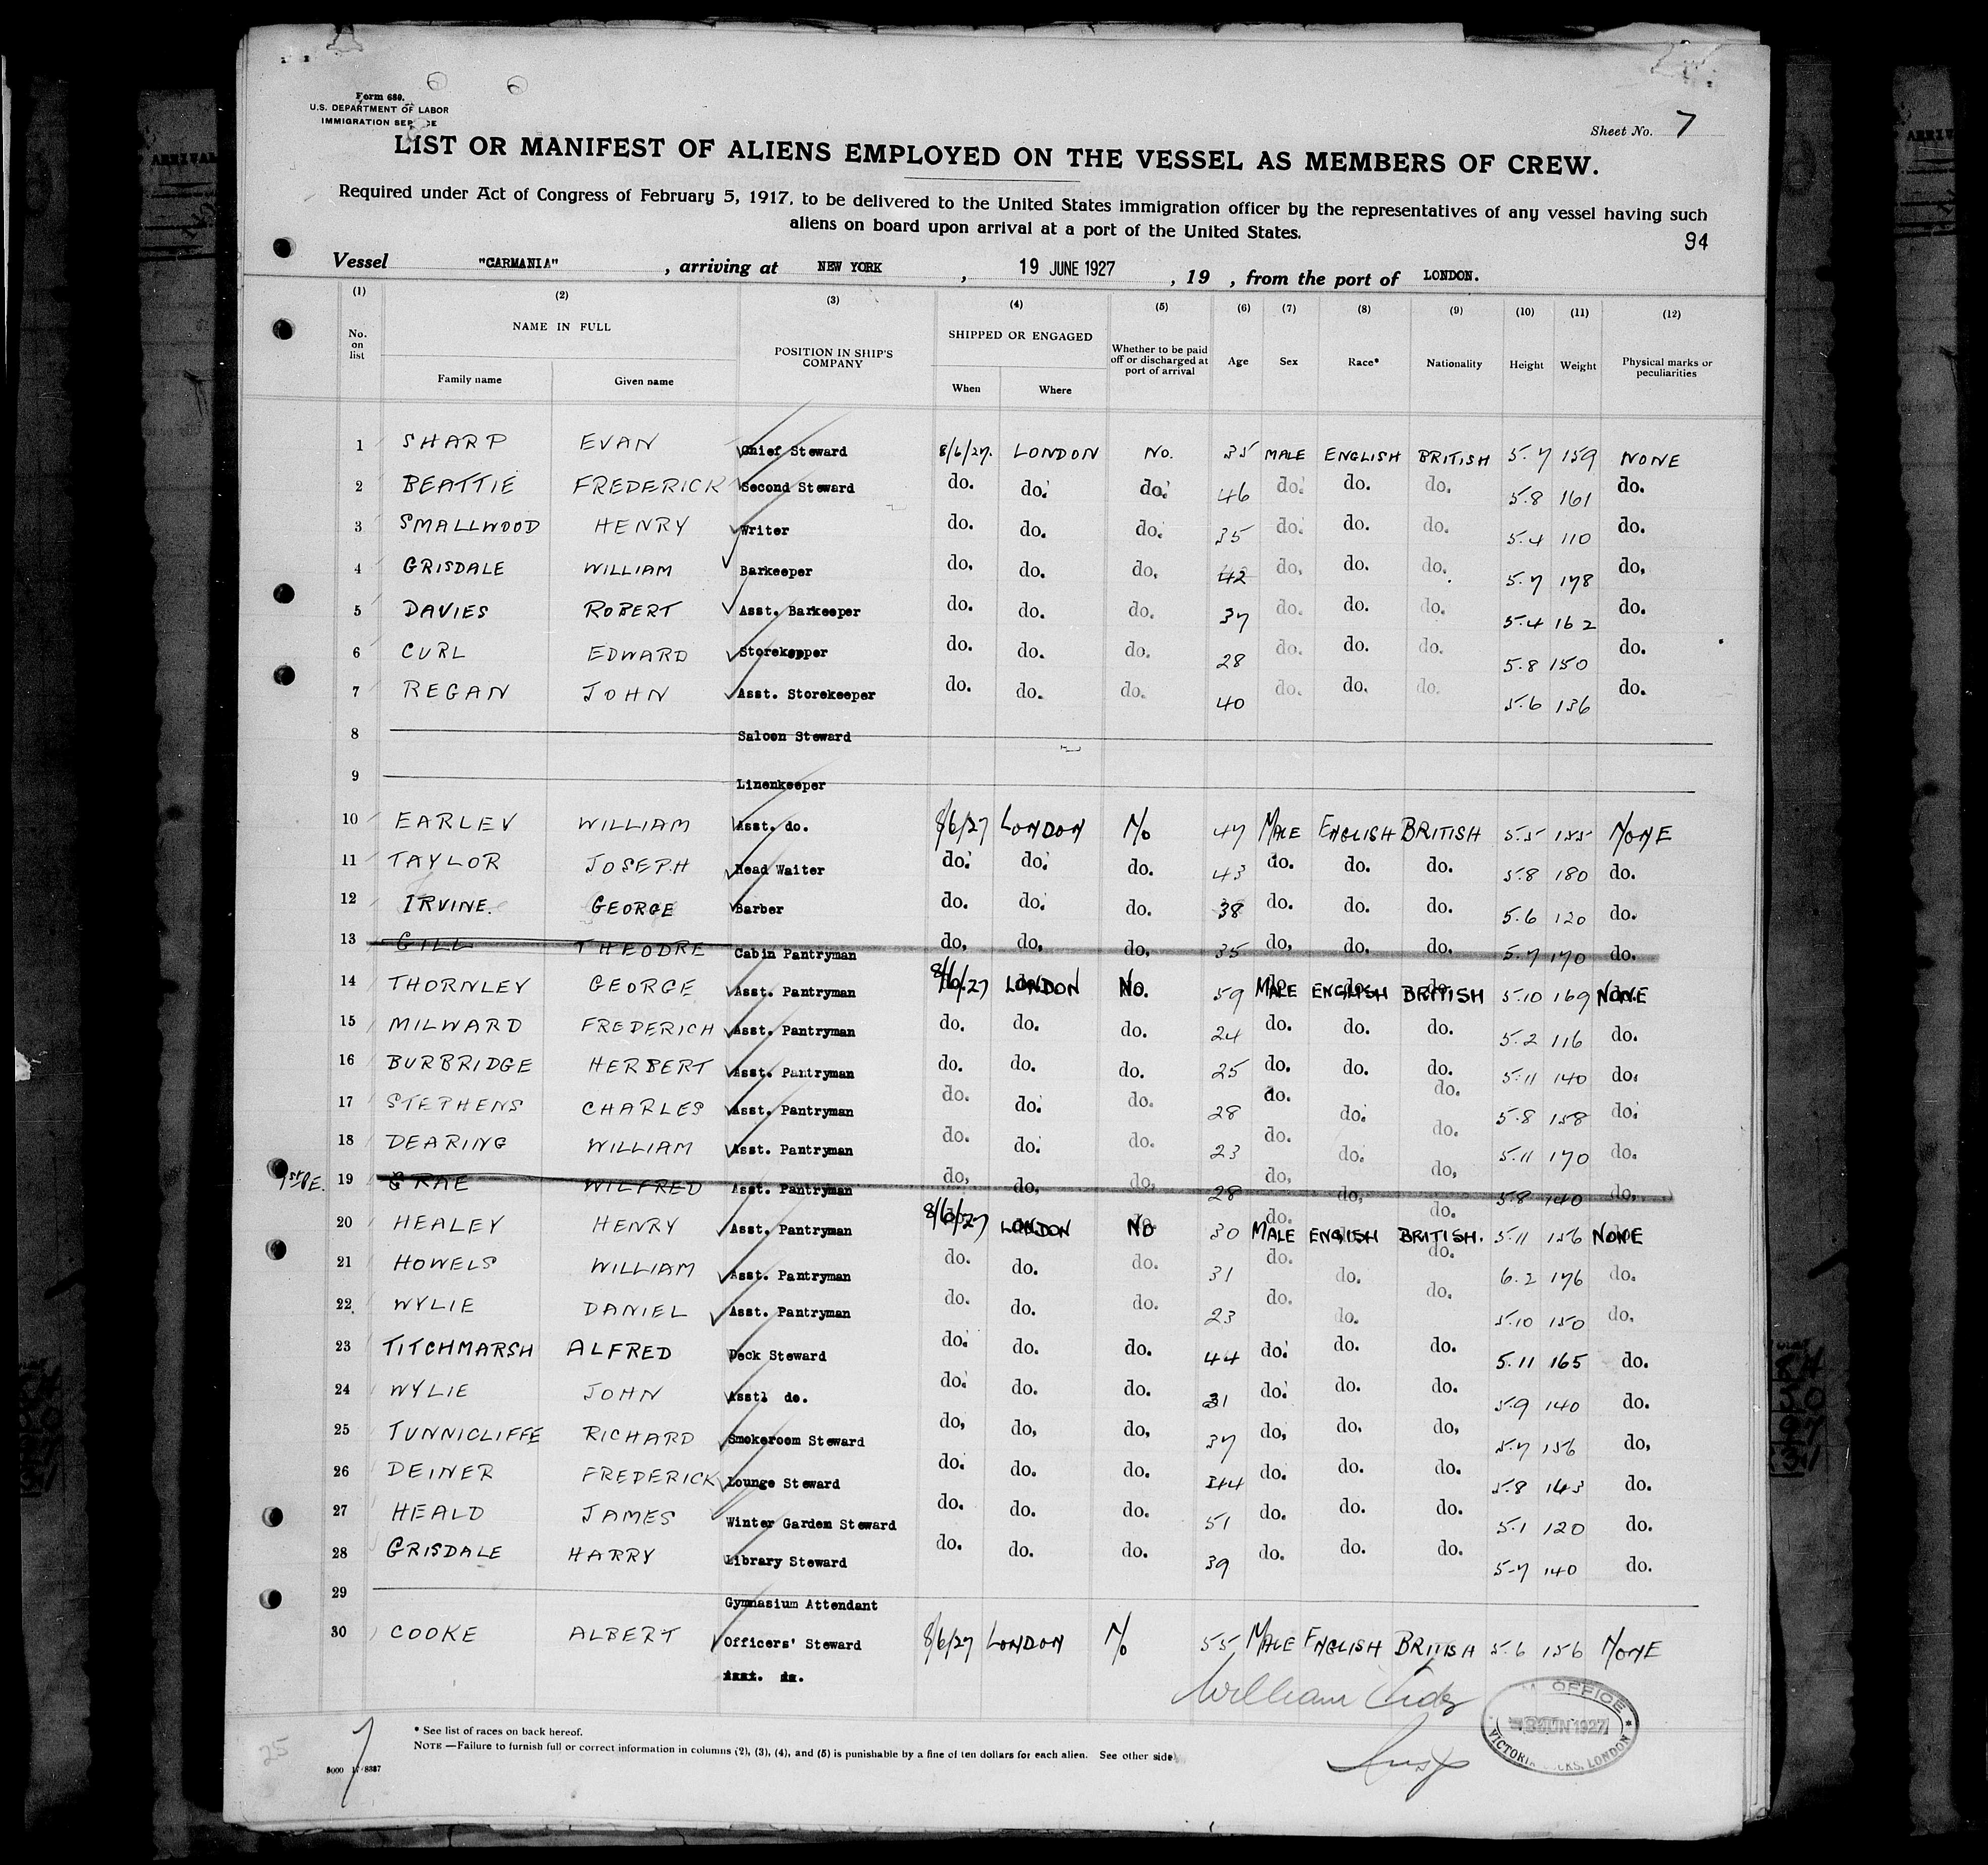 Form 680.
U.S. DEPARTMENT OF LABOR
IMMIGRATION SERVICE
Sheet No. 7
LIST OR MANIFEST OF ALIENS EMPLOYED ON THE VESSEL AS MEMBERS OF CREW.
Required under Act of Congress of February 5, 1917, to be delivered to the United States immigration officer by the representatives of any vessel having such
aliens on board upon arrival at a port of the United States.
94
Vessel "CARMANIA", arriving at NEW YORK, 19 JUNE 1927, 19 , from the port of LONDON.
(1) (2) (3) (4) (5) (6) (7) (8) (9) (10) (11) (12)
No. on list NAME IN FULL POSITION IN SHIP'S COMPANY SHIPPED OR ENGAGED Whether to be paid off or discharged at port of arrival Age Sex Race* Nationality Height Weight Physical marks or peculiarities
Family name Given name When Where
1 SHARP EVAN Chief Steward 8/6/27. LONDON No. 35 MALE ENGLISH BRITISH 5.7 159 NONE
2 BEATTIE FREDERICK Second Steward do. do. do. 46 do. do. do. 5.8 161 do.
3 SMALLWOOD HENRY Writer do. do. do. 35 do. do. do. 5.4 110 do.
4 GRISDALE WILLIAM Barkeeper do. do. do. 42 do. do. do. 5.7 178 do.
5 DAVIES ROBERT Asst. Barkeeper do. do. do. 37 do. do. do. 5.4 162 do.
6 CURL EDWARD Storekepper do. do. do. 28 do. do. do. 5.8 150 do.
7 REGAN JOHN Asst. Storekeeper do. do. do. 40 do. do. do. 5.6 136 do.
8 Saloon Steward
9 Linenkeeper
10 EARLEY WILLIAM Asst. do. 8/6/27 LONDON No 47 MALE ENGLISH BRITISH 5.5 155 NONE
11 TAYLOR JOSEPH Head Waiter do. do. do. 43 do. do. do. 5.8 180 do.
12 IRVINE. GEORGE Barber do. do. do. 38 do. do. do. 5.6 120 do.
13 GILL THEODRE Cabin Pantryman do. do. do. 35 do. do. do. 5.7 170 do.
14 THORNLEY GEORGE Asst. Pantryman 8/6/27 LONDON No. 59 MALE ENGLISH BRITISH 5.10 169 NONE
15 MILWARD FREDERICH Asst. Pantryman do. do. do. 24 do. do. do. 5.2 116 do.
16 BURBRIDGE HERBERT Asst. Pantryman do. do. do. 25 do. do. do. 5.11 140 do.
17 STEPHENS CHARLES Asst. Pantryman do. do. do. 28 do. do. do. 5.8 158 do.
18 DEARING WILLIAM Asst. Pantryman do. do. do. 23 do. do. do. 5.11 170 do.
19 GRAE WILFRED Asst. Pantryman do. do. do. 28 do. do. do. 5.8 140 do.
20 HEALEY HENRY Asst. Pantryman 8/6/27 LONDON NO 30 MALE ENGLISH BRITISH. 5.11 156 NONE
21 HOWELS WILLIAM Asst. Pantryman do. do. do. 31 do. do. do. 6.2 176 do.
22 WYLIE DANIEL Asst. Pantryman do. do. do. 23 do. do. do. 5.10 150 do.
23 TITCHMARSH ALFRED Deck Steward do. do. do. 44 do. do. do. 5.11 165 do.
24 WYLIE JOHN Asstl do. do. do. do. 31 do. do. do. 5.9 140 do.
25 TUNNICLIFFE RICHARD Smokeroom Steward do. do. do. 37 do. do. do. 5.7 156 do.
26 DEINER FREDERICK Lounge Steward do. do. do. 44 do. do. do. 5.8 143 do.
27 HEALD JAMES Winter Garden Steward do. do. do. 51 do. do. do. 5.1 120 do.
28 GRISDALE HARRY Library Steward do. do. do. 39 do. do. do. 5.7 140 do.
29 Gymnasium Attendant
30 COOKE ALBERT Officers' Steward 8/6/27 LONDON No 55 MALE ENGLISH BRITISH 5.6 156 NONE
William
OFFICE
JUN 1927
VICTORIA DOCKS, LONDON
* See list of races on back hereof.
NOTE.—Failure to furnish full or correct information in columns (2), (3), (4), and (5) is punishable by a fine of ten dollars for each alien. See other side
25 7